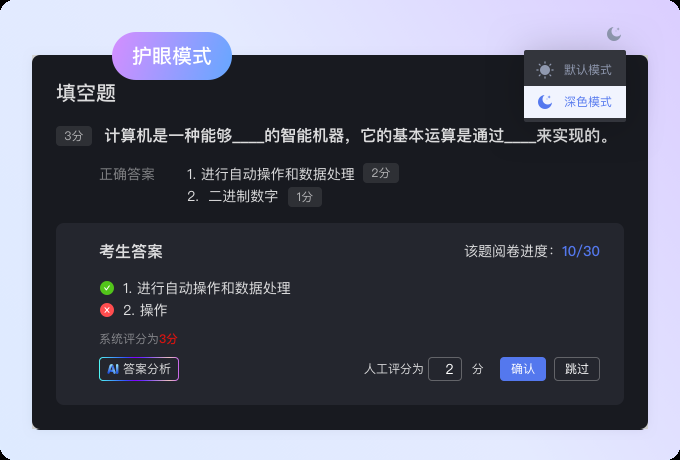 护眼模式
默认模式
深色模式
填空题
3分 计算机是一种能够____的智能机器，它的基本运算是通过____来实现的。
正确答案 1. 进行自动操作和数据处理 2分
2. 二进制数字 1分
考生答案 该题阅卷进度：10/30
1. 进行自动操作和数据处理
2. 操作
系统评分为3分
AI 答案分析 人工评分为 2 分 确认 跳过